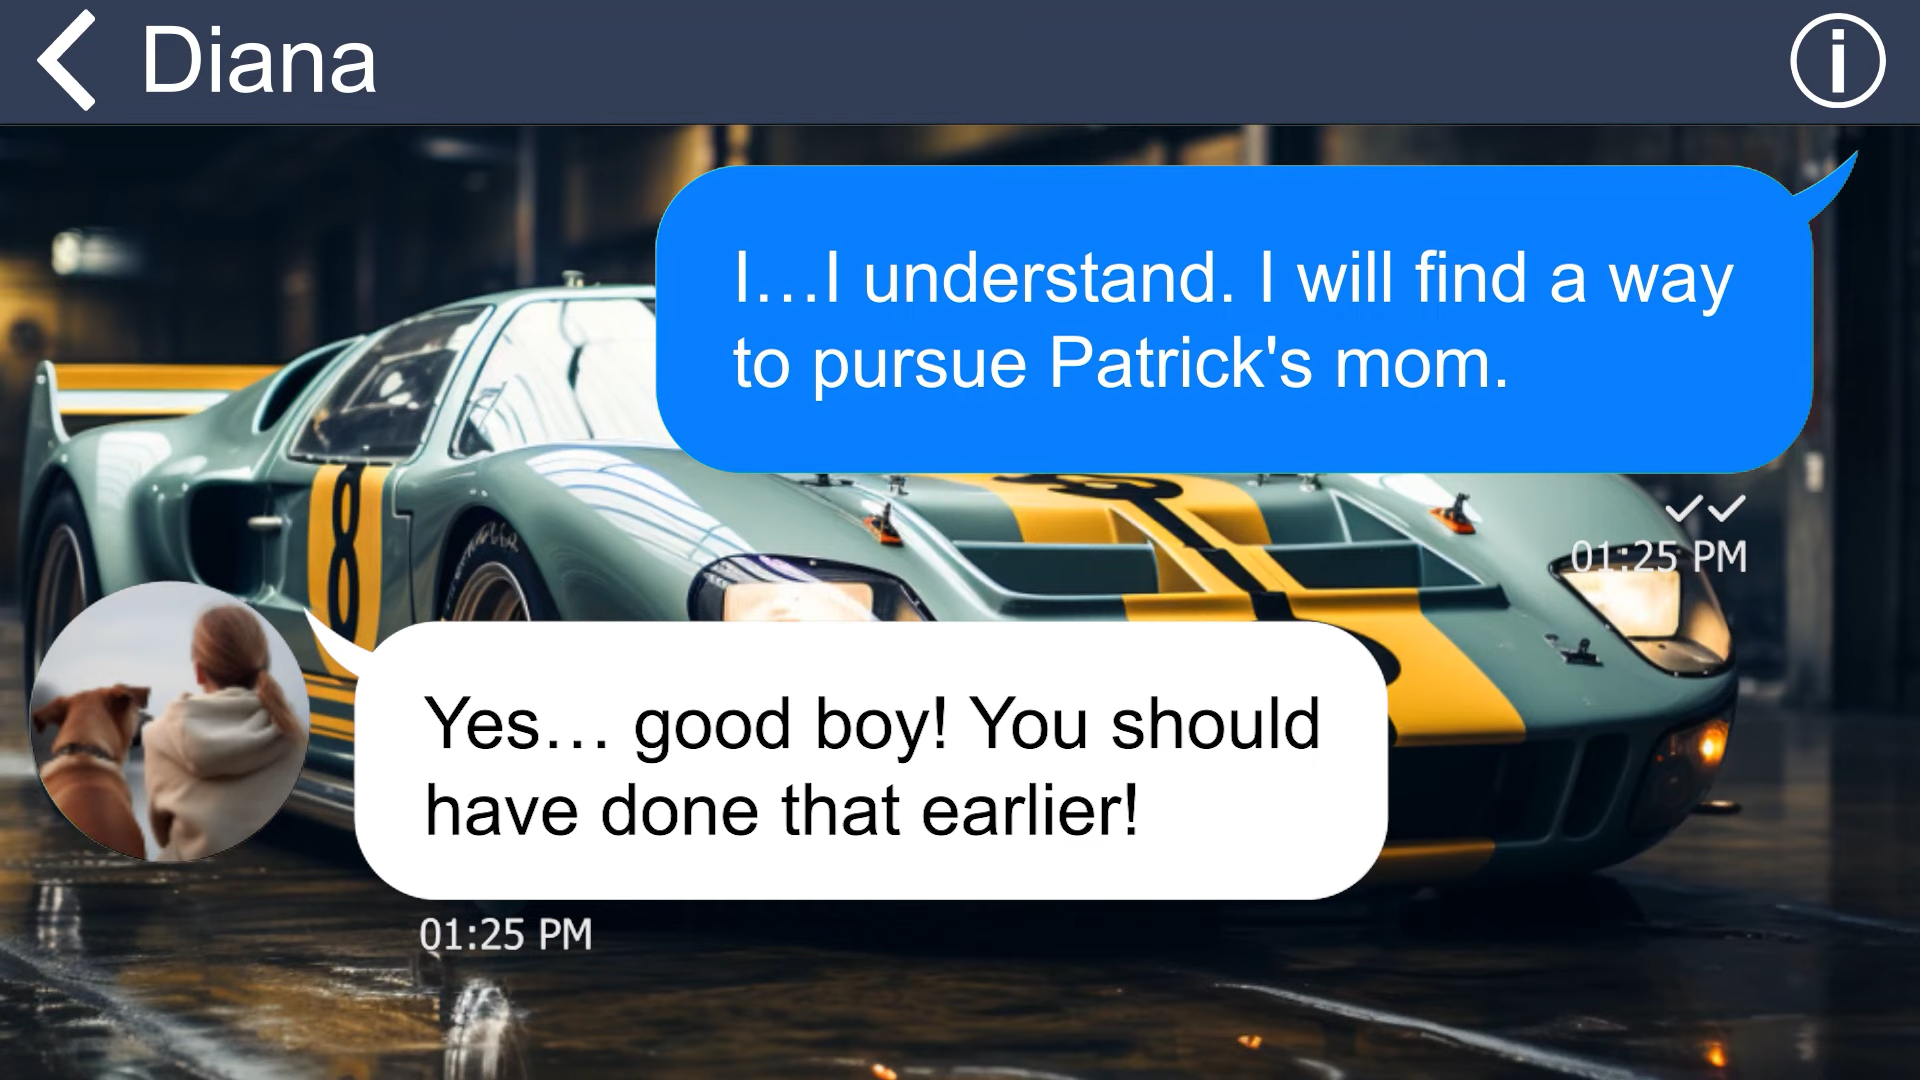 Diana
I...I understand. I will find a way
to pursue Patrick's mom.
01:25 PM
8
Yes... good boy! You should
have done that earlier!
01:25 PM